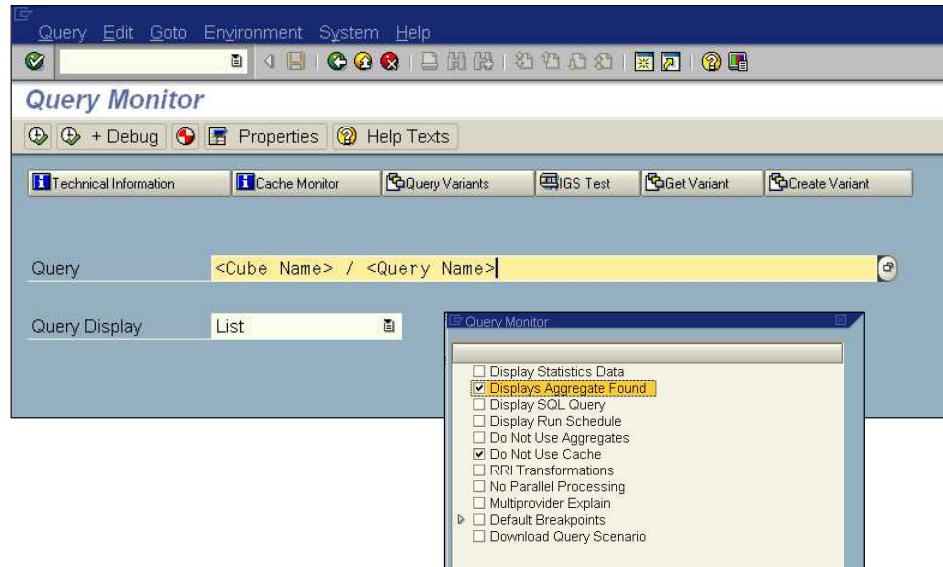 Query Edit Goto Environment System Help
Query Monitor
+ Debug Properties Help Texts
Technical Information Cache Monitor Query Variants IGS Test Get Variant Create Variant
Query <Cube Name> / <Query Name>
Query Display List
Query Monitor
Display Statistics Data
Displays Aggregate Found
Display SQL Query
Display Run Schedule
Do Not Use Aggregates
Do Not Use Cache
RRI Transformations
No Parallel Processing
Multiprovider Explain
Default Breakpoints
Download Query Scenario